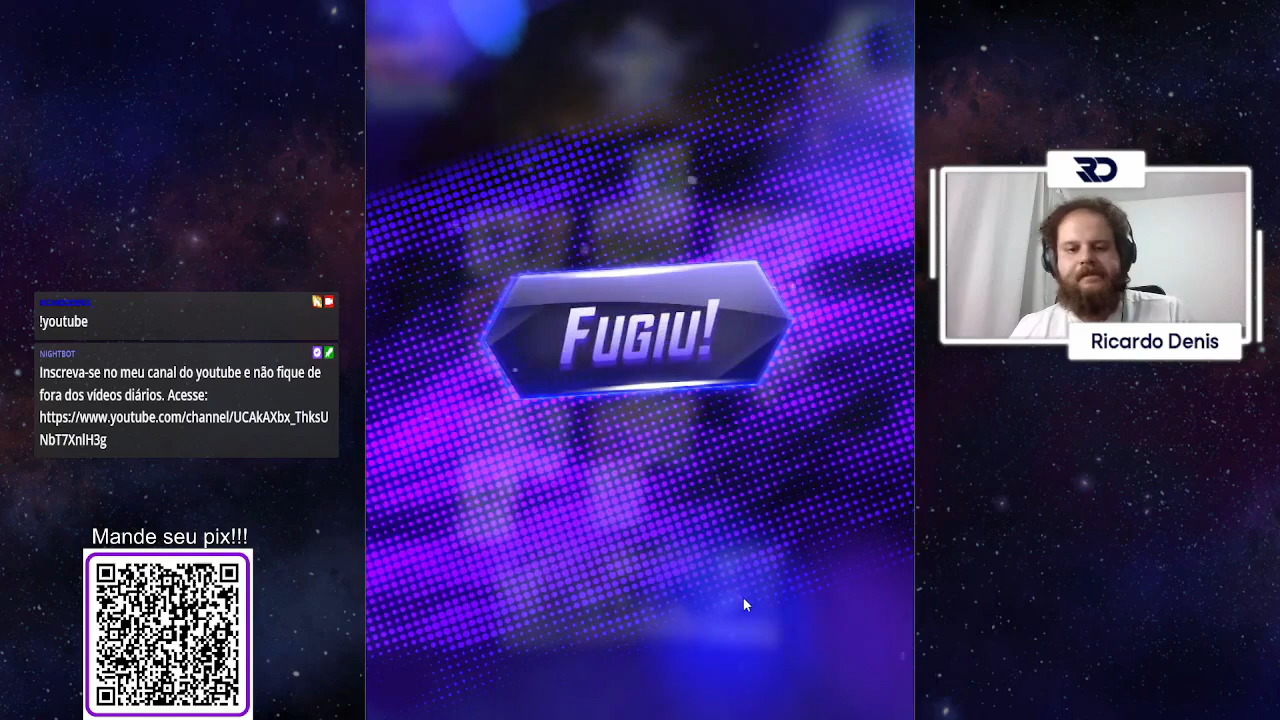 !youtube
NIGHTBOT
Inscreva-se no meu canal do youtube e não fique de
fora dos vídeos diários. Acesse:
https://www.youtube.com/channel/UCAkAXbx_ThksU
NbT7XnlH3g
Mande seu pix!!!
FUGIU!
RD
Ricardo Denis